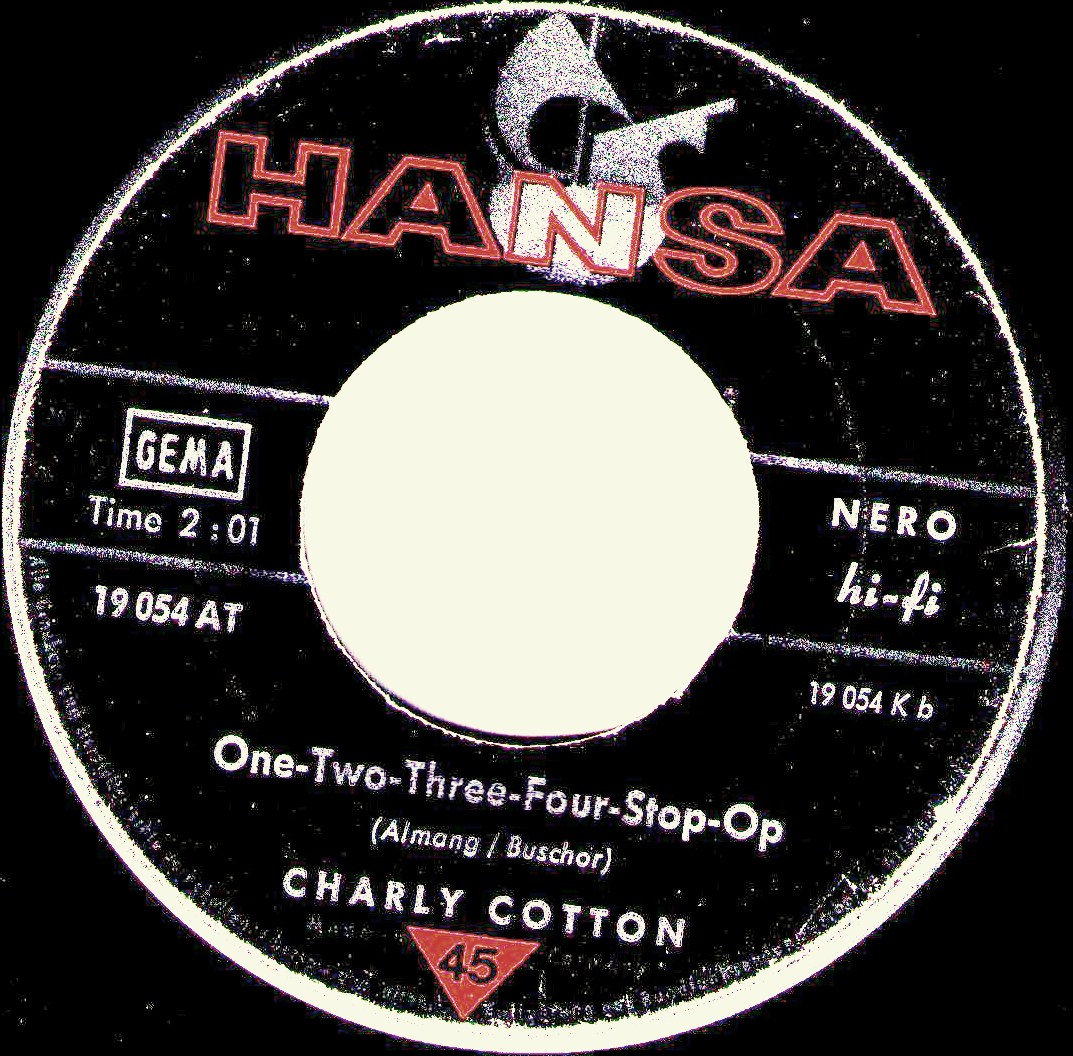 HANSA
GEMA
Time 2:01
19 054 AT
NERO
hi-fi
19 054 K b
One-Two-Three-Four-Stop-Op
(Almang / Buschor)
CHARLY COTTON
45